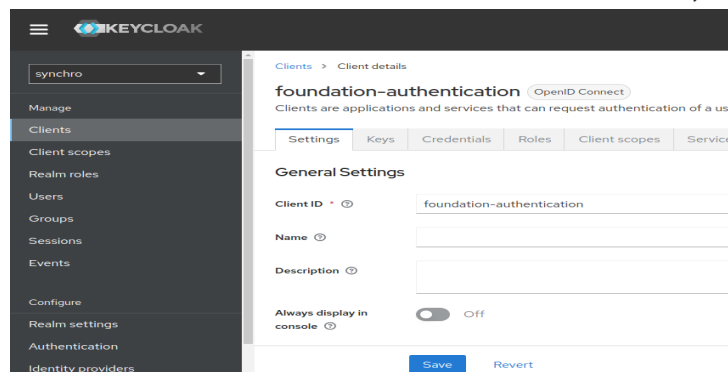 KEYCLOAK
synchro
Manage
Clients
Client scopes
Realm roles
Users
Groups
Sessions
Events
Configure
Realm settings
Authentication
Identity providers
Clients > Client details
foundation-authentication OpenID Connect
Clients are applications and services that can request authentication of a us
Settings Keys Credentials Roles Client scopes Service
General Settings
Client ID *
foundation-authentication
Name
Description
Always display in
console
Off
Save Revert